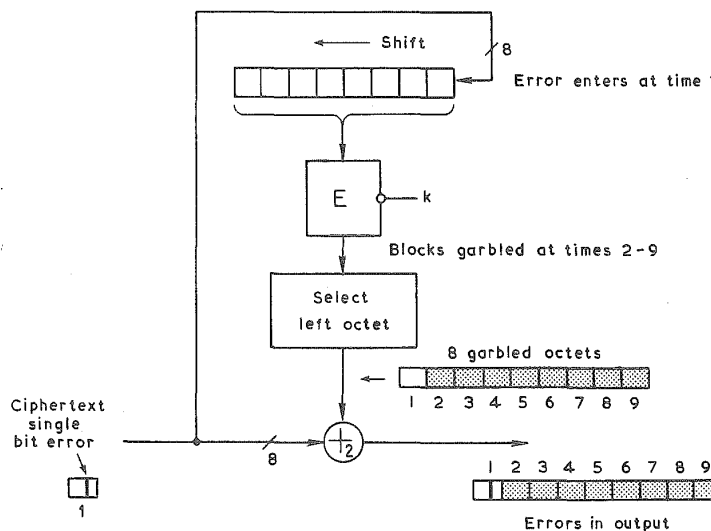 Shift
8
Error enters at time
E
k
Blocks garbled at times 2-9
Select
left octet
8 garbled octets
1 2 3 4 5 6 7 8 9
Ciphertext
single
bit error
8
+2
1
1 2 3 4 5 6 7 8 9
Errors in output